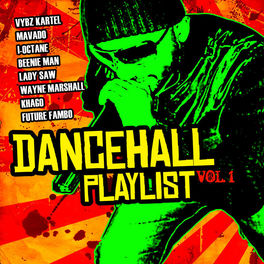 VYBZ KARTEL
MAVADO
I-OCTANE
BEENIE MAN
LADY SAW
WAYNE MARSHALL
KHAGO
FUTURE FAMBO
DANCEHALL
PLAYLIST VOL.1